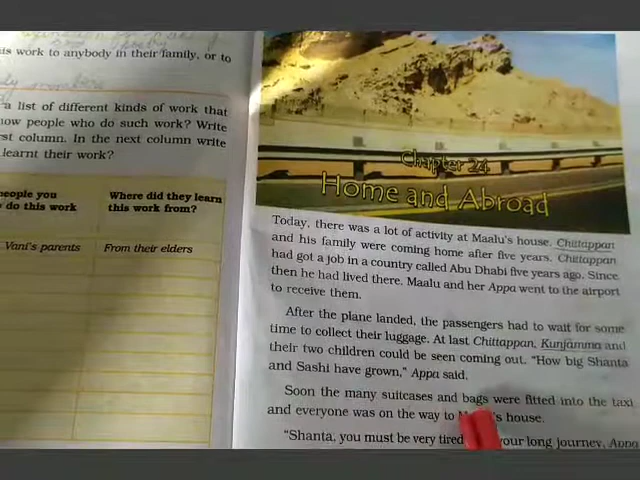 is work to anybody in their family, or to
a list of different kinds of work that
now people who do such work? Write
st column. In the next column write
learnt their work?
people you
do this work
Where did they learn
this work from?
Vani's parents
From their elders
Chapter 24
Home and Abroad
Today, there was a lot of activity at Maalu's house. Chittappan
and his family were coming home after five years. Chittappan
had got a job in a country called Abu Dhabi five years ago. Since
then he had lived there. Maalu and her Appa went to the airport
to receive them.
After the plane landed, the passengers had to wait for some
time to collect their luggage. At last Chittappan, Kunjamma and
their two children could be seen coming out. "How big Shanta
and Sashi have grown," Appa said.
Soon the many suitcases and bags were fitted into the taxi
and everyone was on the way to 's house.
"Shanta, you must be very tired your long journey, Appa